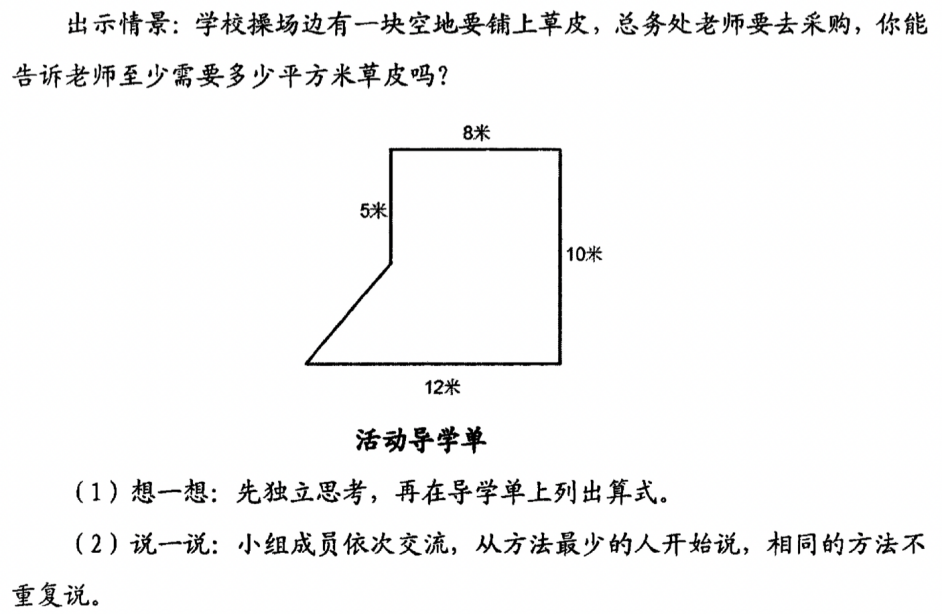 出示情景：学校操场边有一块空地要铺上草皮，总务处老师要去采购，你能
告诉老师至少需要多少平方米草皮吗？
8米
5米
10米
12米
活动导学单
（1）想一想：先独立思考，再在导学单上列出算式。
（2）说一说：小组成员依次交流，从方法最少的人开始说，相同的方法不
重复说。